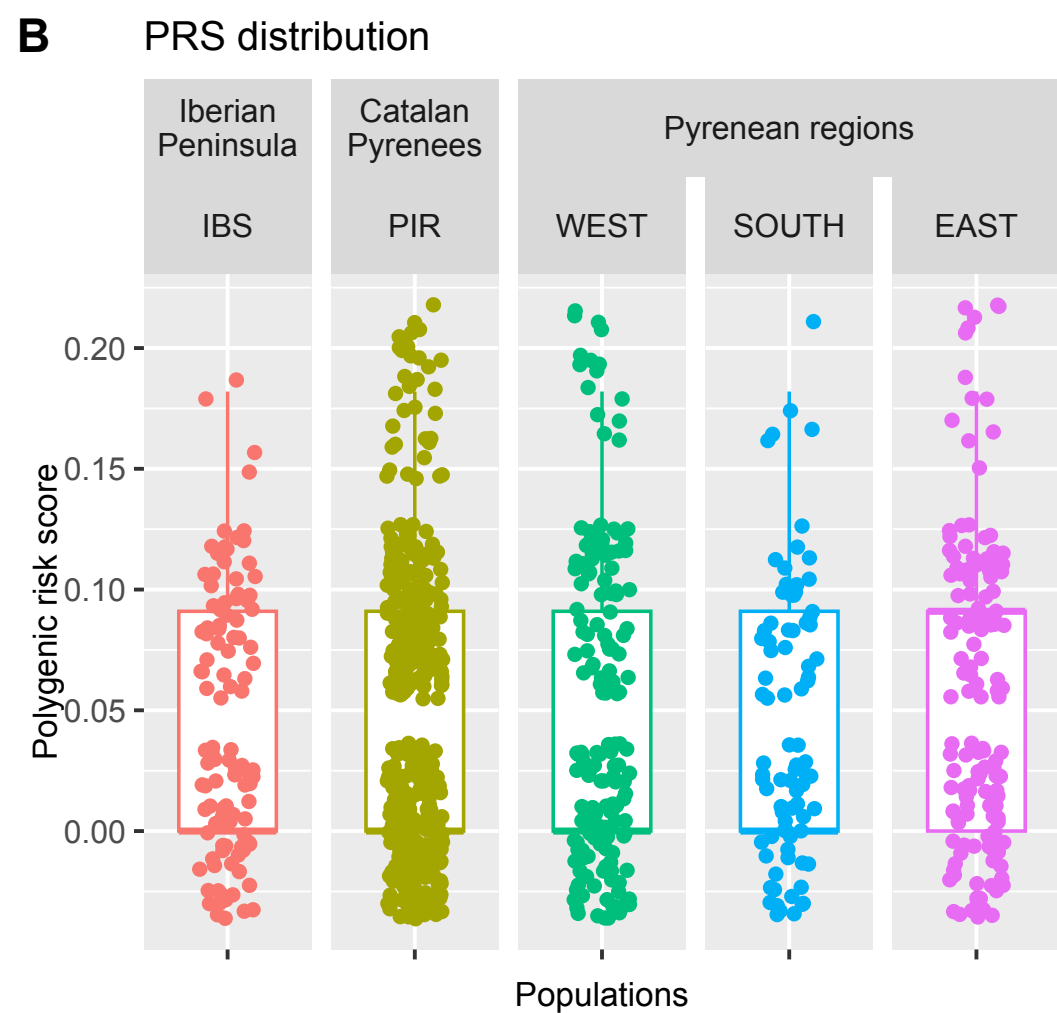 B PRS distribution
Iberian
Peninsula
Catalan
Pyrenees
Pyrenean regions
IBS
PIR
WEST
SOUTH
EAST
Polygenic risk score
0.20
0.15
0.10
0.05
0.00
Populations